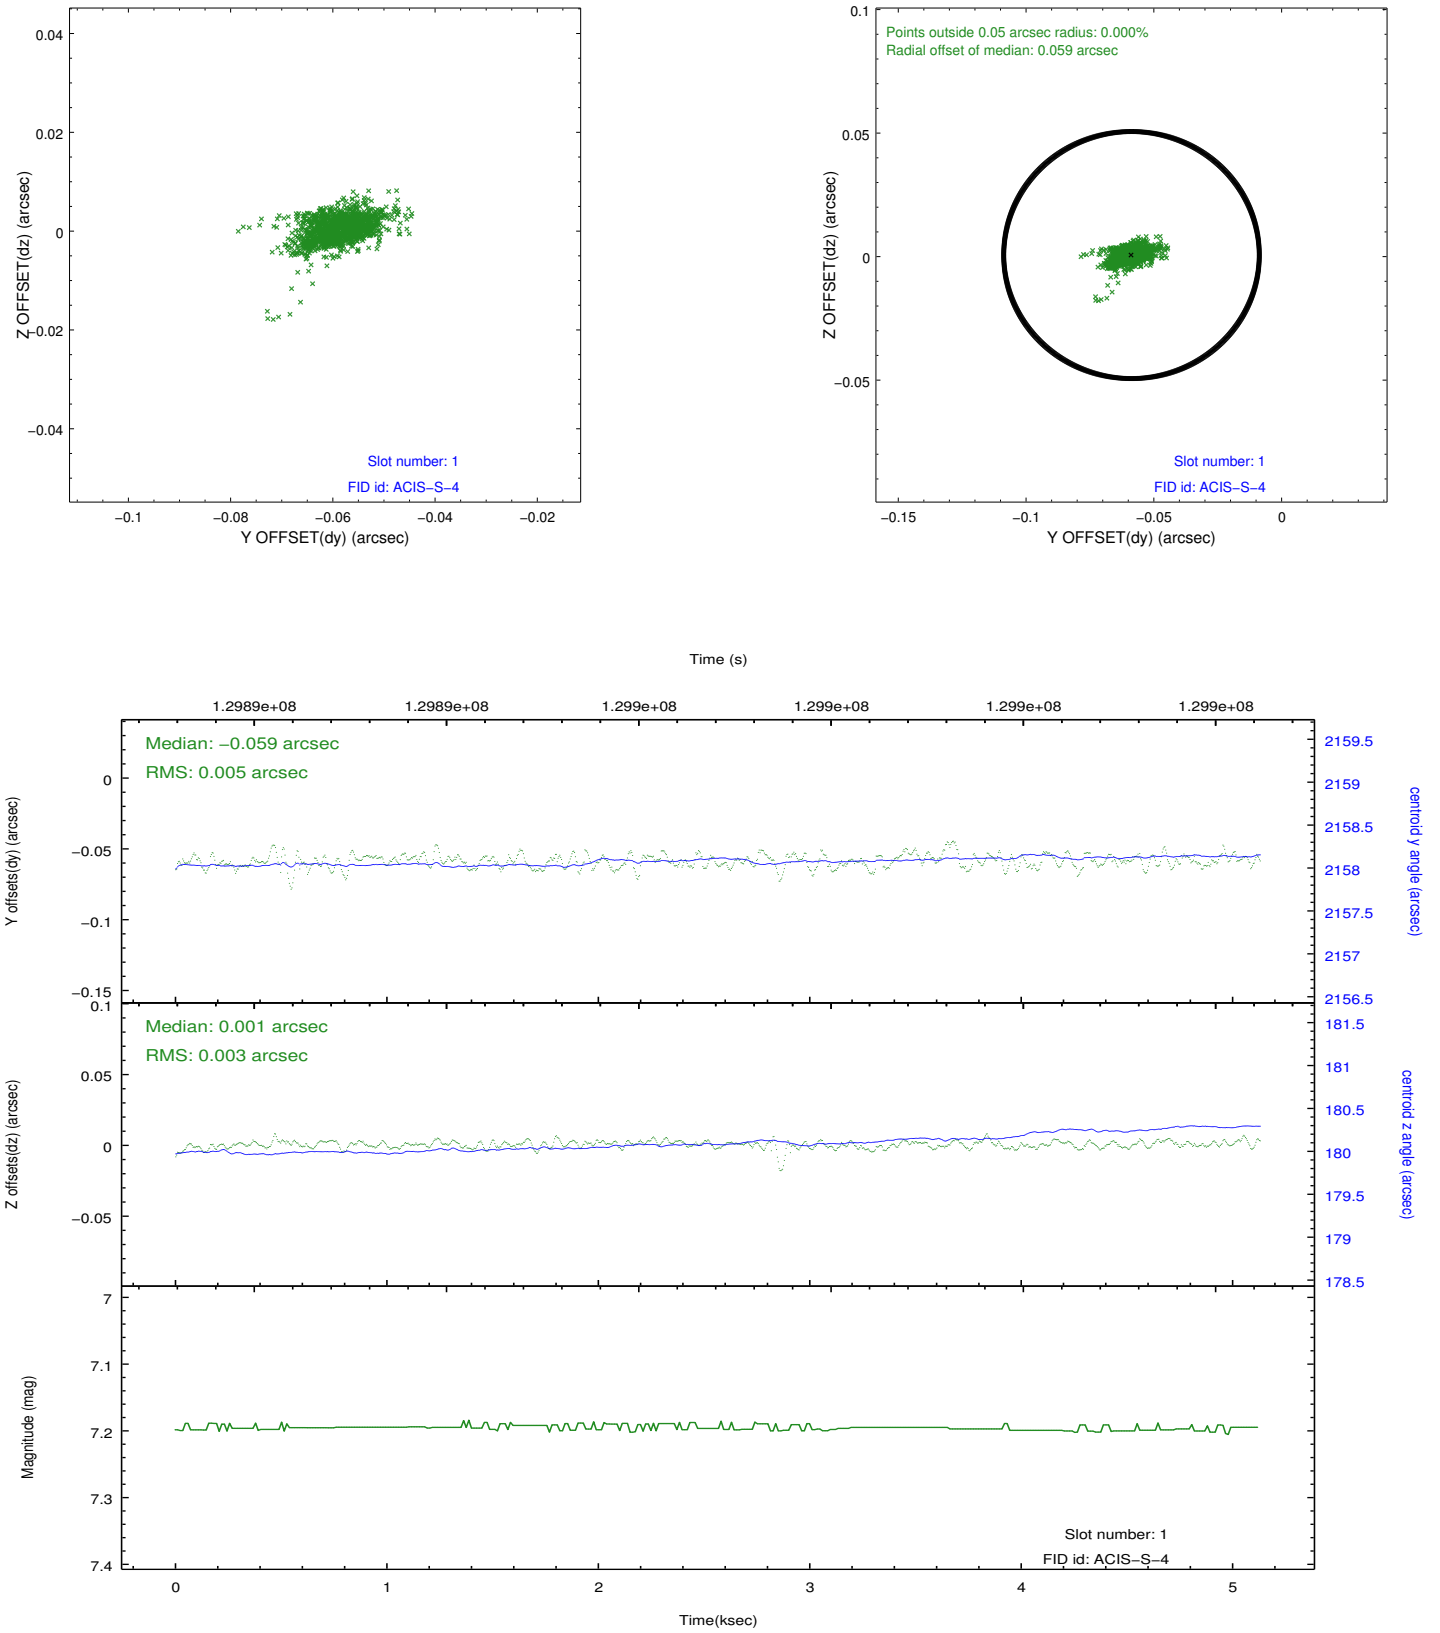 0.04
0.02
0
−0.02
−0.04
Z OFFSET(dz) (arcsec)
Slot number: 1
FID id: ACIS−S−4
−0.1
−0.08
−0.06
−0.04
−0.02
Y OFFSET(dy) (arcsec)
0.1
0.05
0
−0.05
Z OFFSET(dz) (arcsec)
Points outside 0.05 arcsec radius: 0.000%
Radial offset of median: 0.059 arcsec
Slot number: 1
FID id: ACIS−S−4
−0.15
−0.1
−0.05
0
Y OFFSET(dy) (arcsec)
Time (s)
1.2989e+08
1.2989e+08
1.299e+08
1.299e+08
1.299e+08
1.299e+08
Median: −0.059 arcsec
RMS: 0.005 arcsec
0
−0.05
−0.1
−0.15
Y offsets(dy) (arcsec)
2159.5
2159
2158.5
2158
2157.5
2157
2156.5
centroid y angle (arcsec)
Median: 0.001 arcsec
RMS: 0.003 arcsec
0.1
0.05
0
−0.05
Z offsets(dz) (arcsec)
181.5
181
180.5
180
179.5
179
178.5
centroid z angle (arcsec)
7
7.1
7.2
7.3
7.4
Magnitude (mag)
Slot number: 1
FID id: ACIS−S−4
0
1
2
3
4
5
Time(ksec)